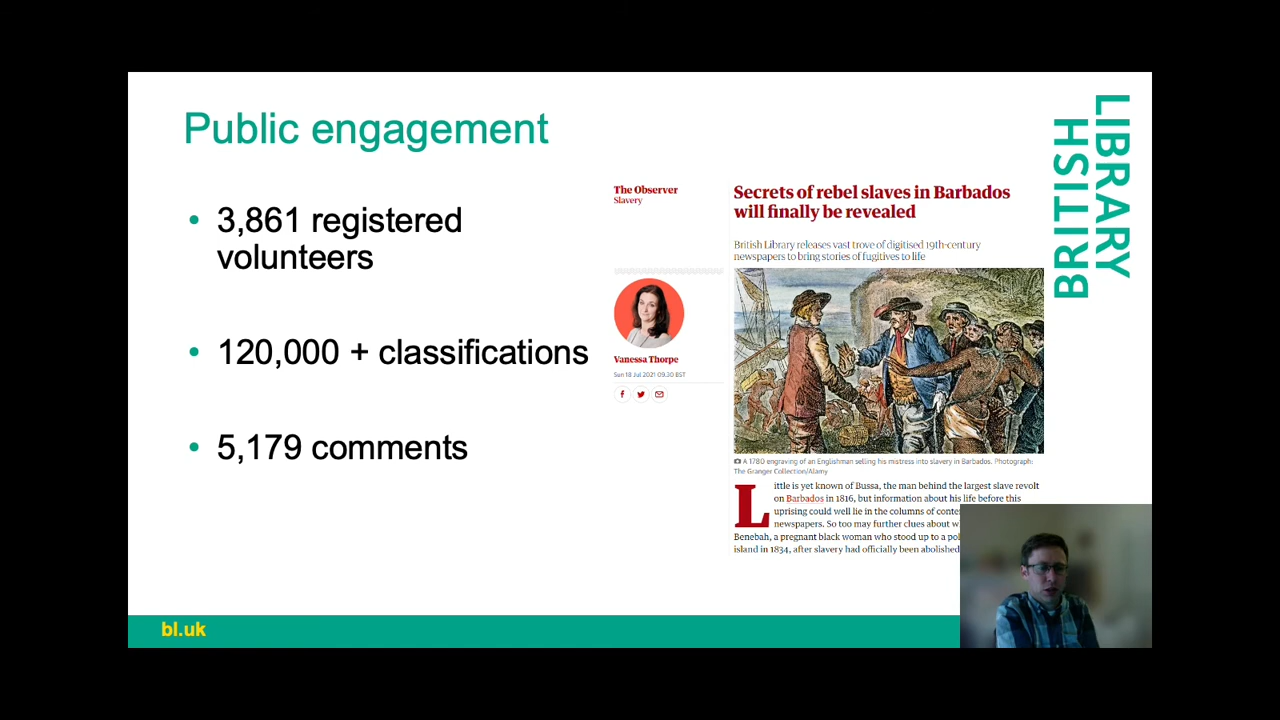 Public engagement
• 3,861 registered
volunteers
• 120,000 + classifications
• 5,179 comments
The Observer
Slavery
Vanessa Thorpe
Sun 18 Jul 2021 09.30 BST
Secrets of rebel slaves in Barbados
will finally be revealed
British Library releases vast trove of digitised 19th-century
newspapers to bring stories of fugitives to life
A 1780 engraving of an Englishman selling his mistress into slavery in Barbados. Photograph:
The Granger Collection/Alamy
Little is yet known of Bussa, the man behind the largest slave revolt
on Barbados in 1816, but information about his life before this
uprising could well lie in the columns of
newspapers. So too may further clues about
Benebah, a pregnant black woman who stood up to a
island in 1834, after slavery had officially been abolished
BRITISH
LIBRARY
bl.uk